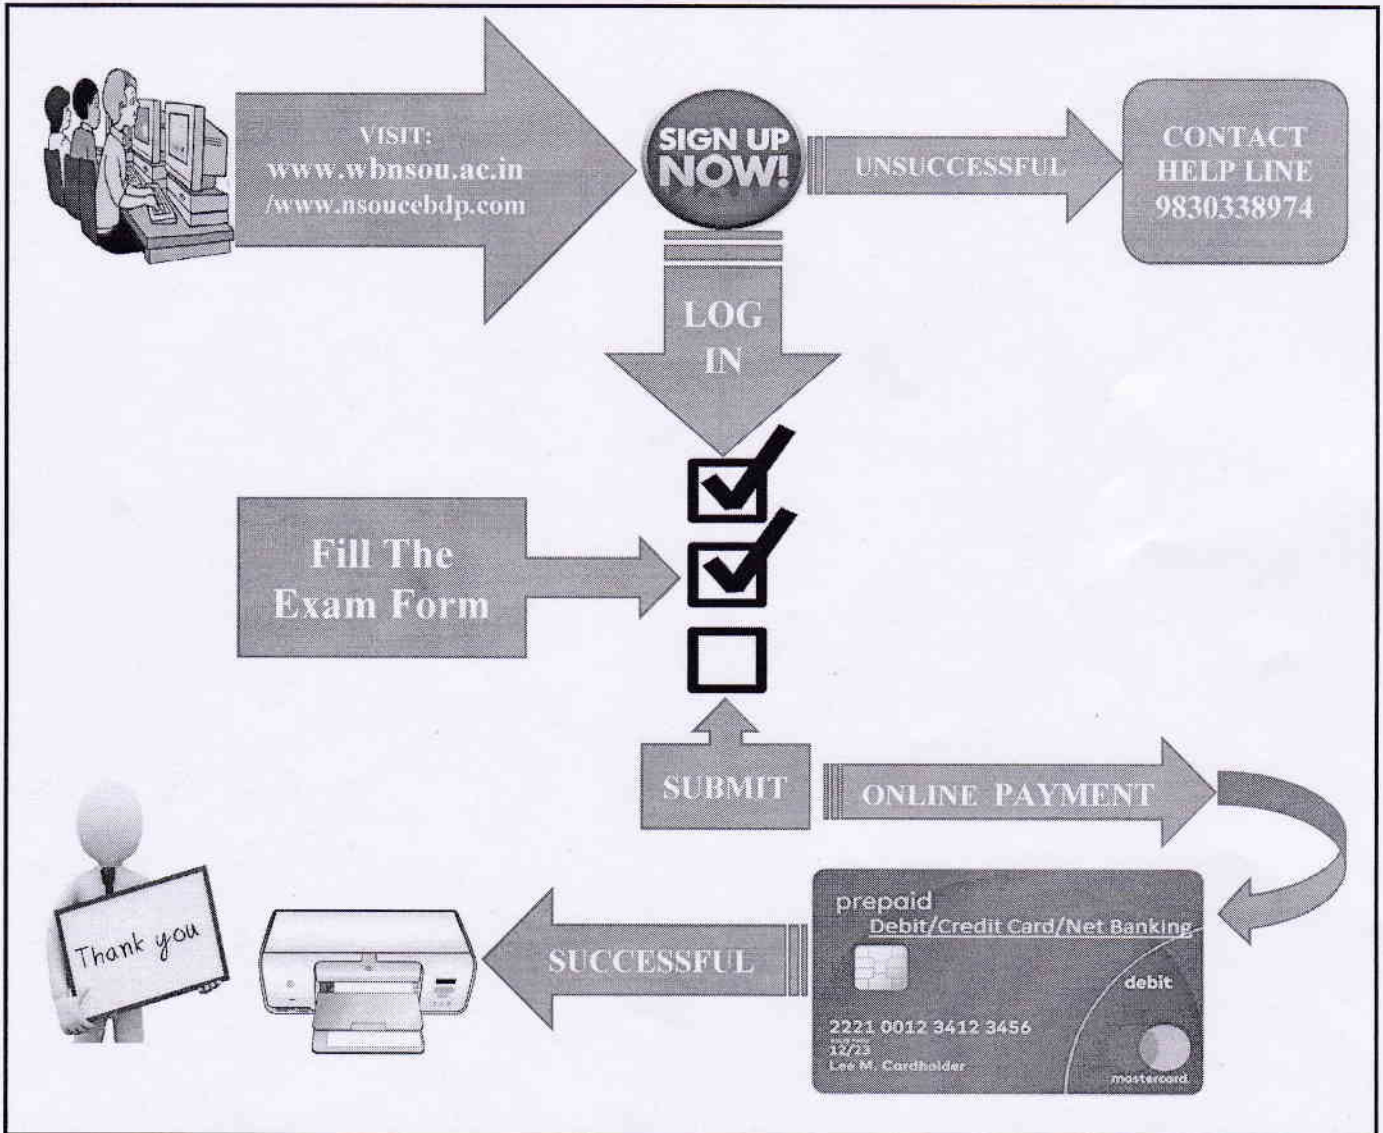 VISIT:
www.wbnsou.ac.in
/www.nsoucebdp.com
SIGN UP
NOW!
UNSUCCESSFUL
CONTACT
HELP LINE
9830338974
LOG
IN
Fill The
Exam Form
SUBMIT
ONLINE PAYMENT
prepaid
Debit/Credit Card/Net Banking
debit
2221 0012 3412 3456
12/23
Lee M. Cardholder
mastercard
SUCCESSFUL
Thank you